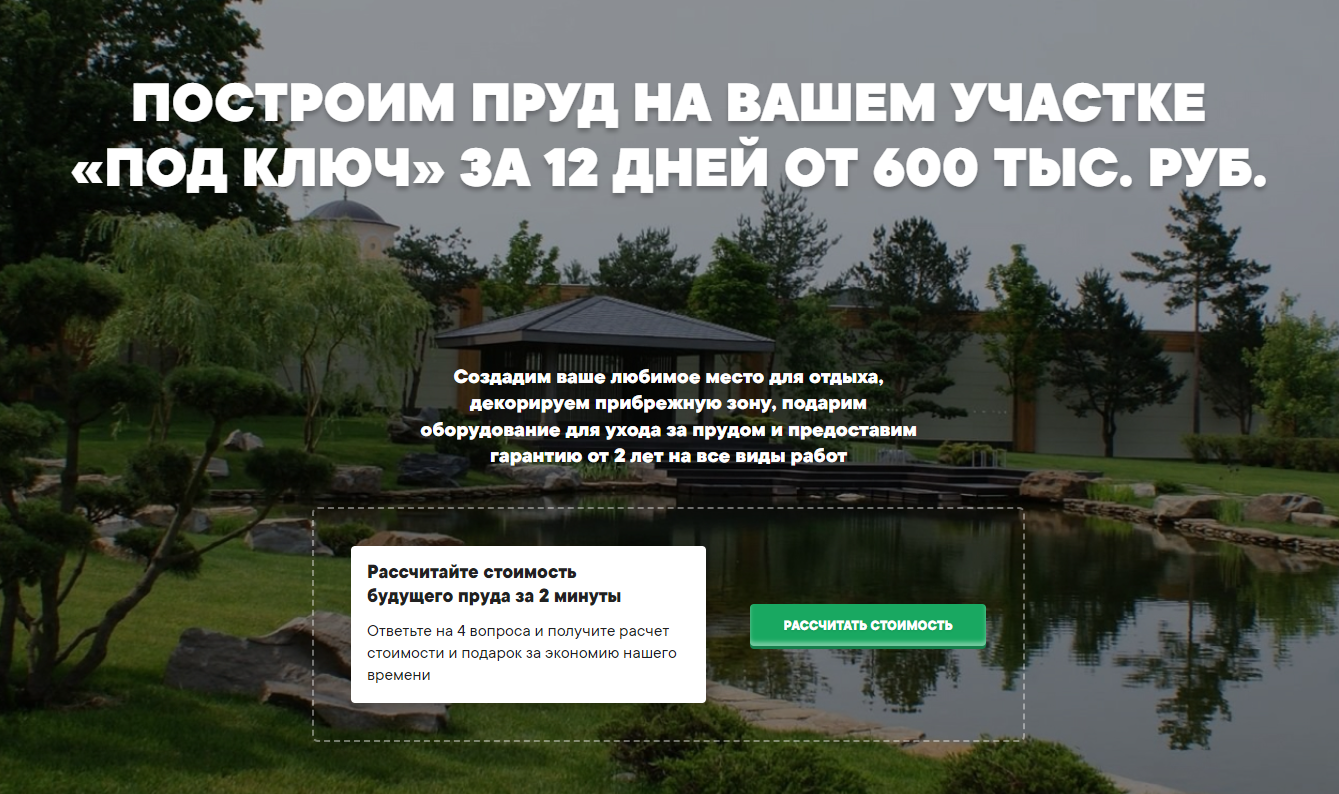 ПОСТРОИМ ПРУД НА ВАШЕМ УЧАСТКЕ
«ПОД КЛЮЧ» ЗА 12 ДНЕЙ ОТ 600 ТЫС. РУБ.
Создадим ваше любимое место для отдыха,
декорируем прибрежную зону, подарим
оборудование для ухода за прудом и предоставим
гарантию от 2 лет на все виды работ
Рассчитайте стоимость
будущего пруда за 2 минуты
Ответьте на 4 вопроса и получите расчет
стоимости и подарок за экономию нашего
времени
РАССЧИТАТЬ СТОИМОСТЬ